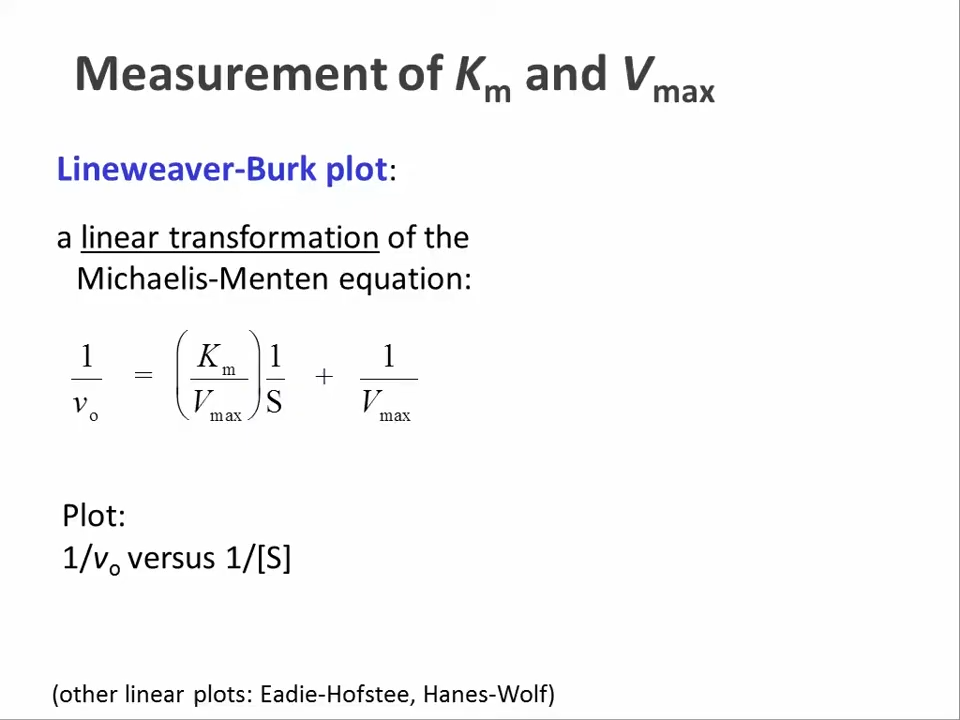 Measurement of Km and Vmax
Lineweaver-Burk plot:
a linear transformation of the
Michaelis-Menten equation:
1/vo = (Km/Vmax) 1/S + 1/Vmax
Plot:
1/vo versus 1/[S]
(other linear plots: Eadie-Hofstee, Hanes-Wolf)